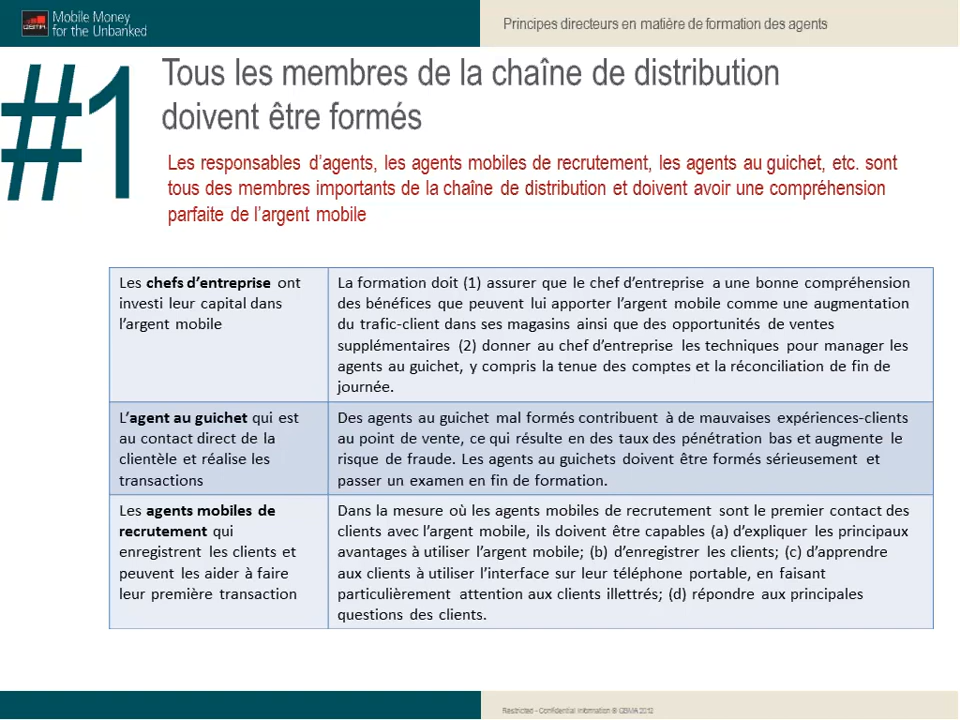 GSMA
Mobile Money
for the Unbanked
Principes directeurs en matière de formation des agents
#1
Tous les membres de la chaîne de distribution
doivent être formés
Les responsables d'agents, les agents mobiles de recrutement, les agents au guichet, etc. sont
tous des membres importants de la chaîne de distribution et doivent avoir une compréhension
parfaite de l'argent mobile
Les chefs d'entreprise ont
investi leur capital dans
l'argent mobile
La formation doit (1) assurer que le chef d'entreprise a une bonne compréhension
des bénéfices que peuvent lui apporter l'argent mobile comme une augmentation
du trafic-client dans ses magasins ainsi que des opportunités de ventes
supplémentaires (2) donner au chef d'entreprise les techniques pour manager les
agents au guichet, y compris la tenue des comptes et la réconciliation de fin de
journée.
L'agent au guichet qui est
au contact direct de la
clientèle et réalise les
transactions
Des agents au guichet mal formés contribuent à de mauvaises expériences-clients
au point de vente, ce qui résulte en des taux des pénétration bas et augmente le
risque de fraude. Les agents au guichets doivent être formés sérieusement et
passer un examen en fin de formation.
Les agents mobiles de
recrutement qui
enregistrent les clients et
peuvent les aider à faire
leur première transaction
Dans la mesure où les agents mobiles de recrutement sont le premier contact des
clients avec l'argent mobile, ils doivent être capables (a) d'expliquer les principaux
avantages à utiliser l'argent mobile; (b) d'enregistrer les clients; (c) d'apprendre
aux clients à utiliser l'interface sur leur téléphone portable, en faisant
particulièrement attention aux clients illettrés; (d) répondre aux principales
questions des clients.
Restricted - Confidential Information © GSMA 2012